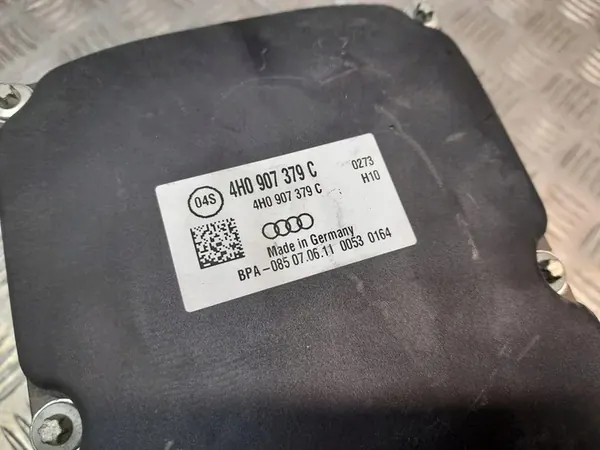 04S 4H0 907 379 C 0273
4H0 907 379 C H10
Made in Germany
BPA-085 07.06.11 0053 0164